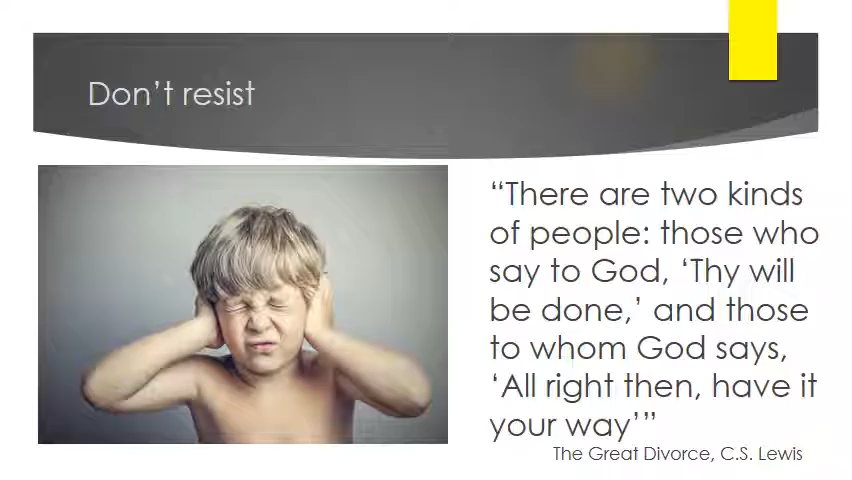 Don’t resist
“There are two kinds
of people: those who
say to God, ‘Thy will
be done,’ and those
to whom God says,
‘All right then, have it
your way’”
The Great Divorce, C.S. Lewis